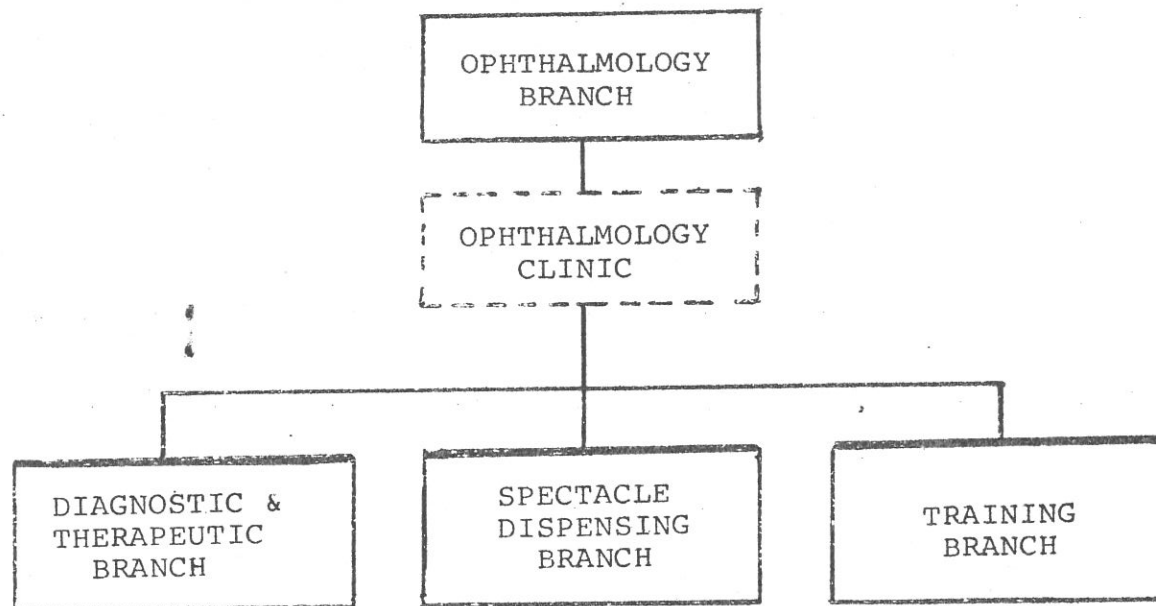 OPHTHALMOLOGY
BRANCH
OPHTHALMOLOGY
CLINIC
DIAGNOSTIC &
THERAPEUTIC
BRANCH
SPECTACLE
DISPENSING
BRANCH
TRAINING
BRANCH